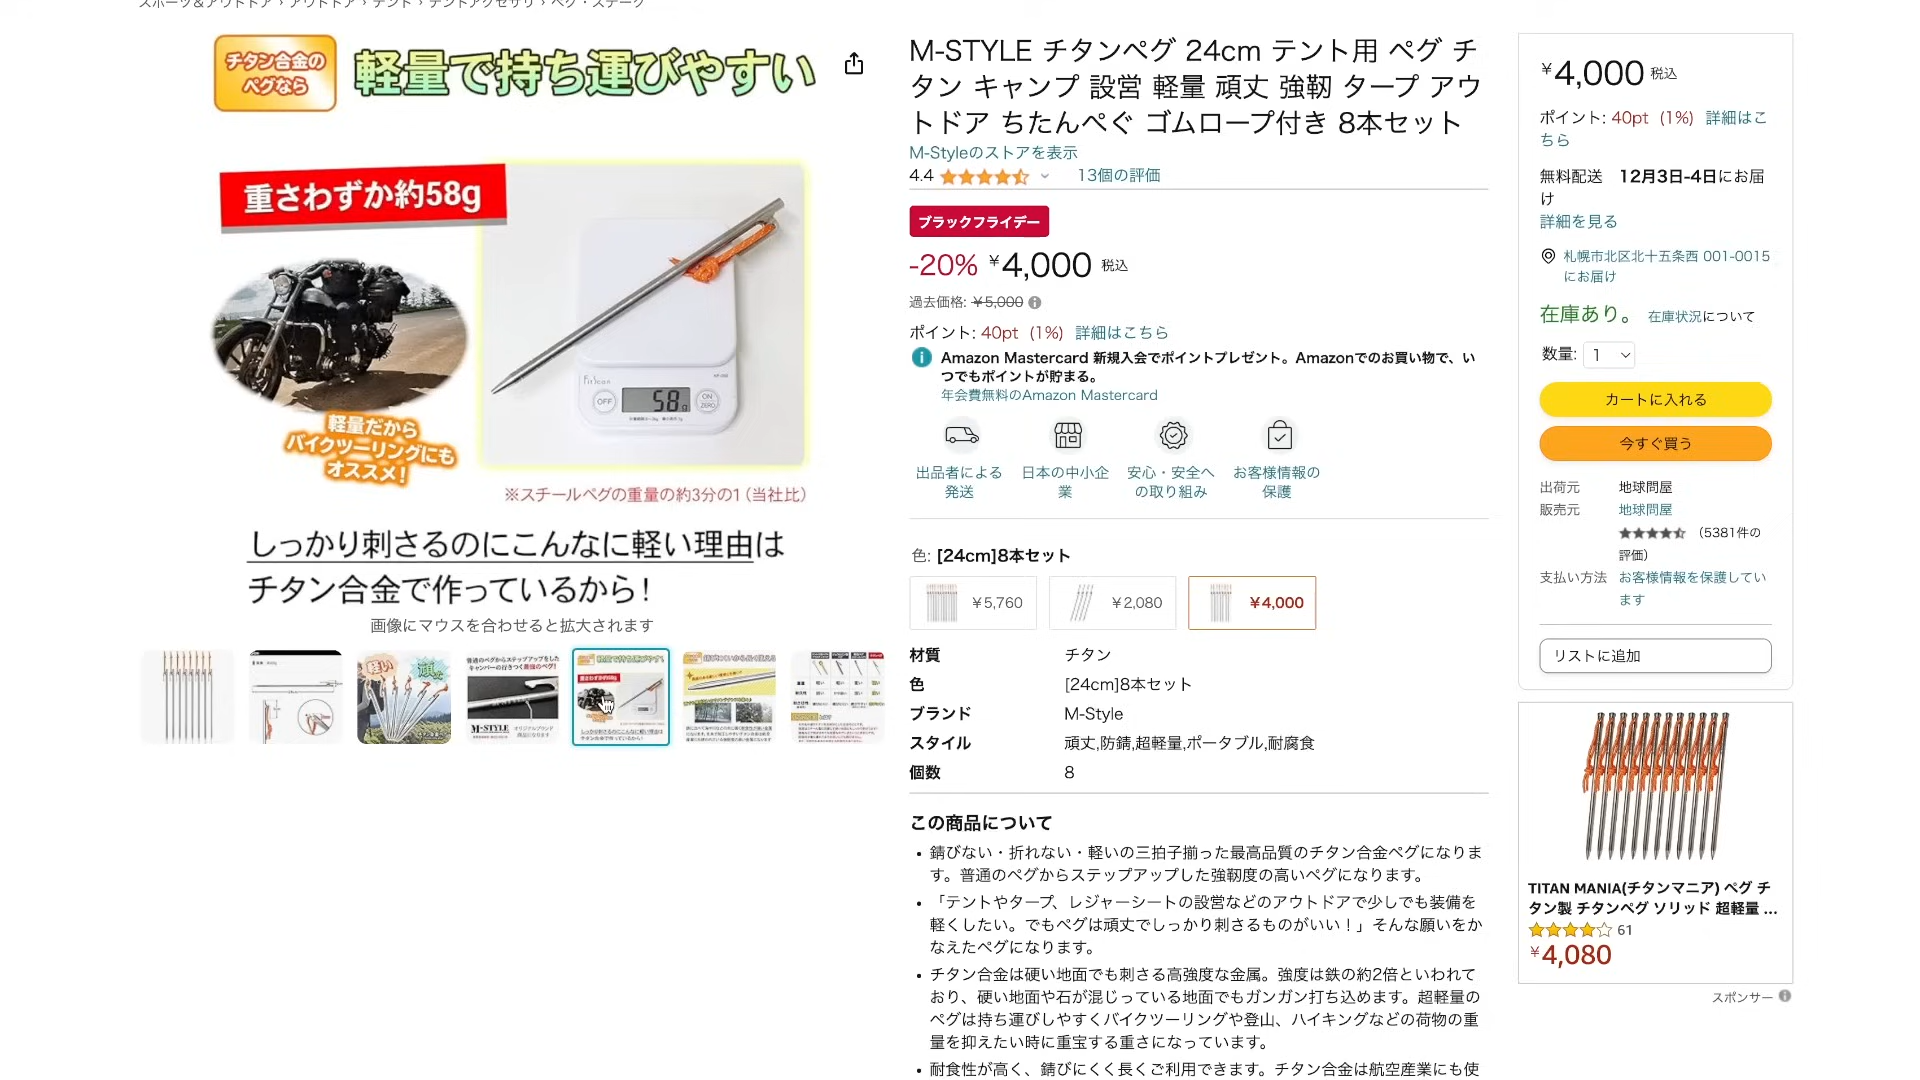 スポーツ&アウトドア › アウトドア › テント › テントアクセサリ › ペグ・ステーク
チタン合金の
ペグなら
軽量で持ち運びやすい
重さわずか約58g
58g
OFF
ON
ZERO
軽量だから
バイクツーリングにも
オススメ!
※スチールペグの重量の約3分の1(当社比)
しっかり刺さるのにこんなに軽い理由は
チタン合金で作っているから!
画像にマウスを合わせると拡大されます
M-STYLE チタンペグ 24cm テント用 ペグ チ
タン キャンプ 設営 軽量 頑丈 強靭 タープ アウ
トドア ちたんぺぐ ゴムロープ付き 8本セット
M-Styleのストアを表示
4.4
13個の評価
ブラックフライデー
-20% ¥4,000 税込
過去価格: ¥5,000
ポイント: 40pt (1%) 詳細はこちら
Amazon Mastercard 新規入会でポイントプレゼント。Amazonでのお買い物で、い
つでもポイントが貯まる。
年会費無料のAmazon Mastercard
出品者による
発送
日本の中小企
業
安心・安全へ
の取り組み
お客様情報の
保護
色: [24cm]8本セット
¥5,760
¥2,080
¥4,000
材質 チタン
色 [24cm]8本セット
ブランド M-Style
スタイル 頑丈,防錆,超軽量,ポータブル,耐腐食
個数 8
この商品について
• 錆びない・折れない・軽いの三拍子揃った最高品質のチタン合金ペグになりま
す。普通のペグからステップアップした強靭度の高いペグになります。
• 「テントやタープ、レジャーシートの設営などのアウトドアで少しでも装備を
軽くしたい。でもペグは頑丈でしっかり刺さるものがいい!」そんな願いをか
なえたペグになります。
• チタン合金は硬い地面でも刺さる高強度な金属。強度は鉄の約2倍といわれて
おり、硬い地面や石が混じっている地面でもガンガン打ち込めます。超軽量の
ペグは持ち運びしやすくバイクツーリングや登山、ハイキングなどの荷物の重
量を抑えたい時に重宝する重さになっています。
• 耐食性が高く、錆びにくく長くご利用できます。チタン合金は航空産業にも使
¥4,000 税込
ポイント: 40pt (1%) 詳細はこ
ちら
無料配送 12月3日-4日にお届
け
詳細を見る
札幌市北区北十五条西 001-0015
にお届け
在庫あり。 在庫状況について
数量: 1
カートに入れる
今すぐ買う
出荷元 地球問屋
販売元 地球問屋
(5381件の
評価)
支払い方法 お客様情報を保護してい
ます
リストに追加
TITAN MANIA(チタンマニア) ペグ チ
タン製 チタンペグ ソリッド 超軽量 ...
61
¥4,080
スポンサー